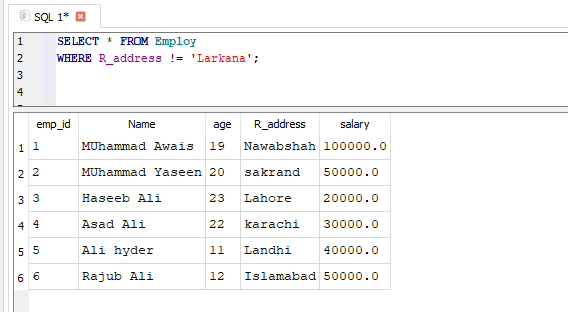 SQL 1*
1 SELECT * FROM Employ
2 WHERE R_address != 'Larkana';
3
4
emp_id Name age R_address salary
1 1 MUhammad Awais 19 Nawabshah 100000.0
2 2 MUhammad Yaseen 20 sakrand 50000.0
3 3 Haseeb Ali 23 Lahore 20000.0
4 4 Asad Ali 22 karachi 30000.0
5 5 Ali hyder 11 Landhi 40000.0
6 6 Rajub Ali 12 Islamabad 50000.0